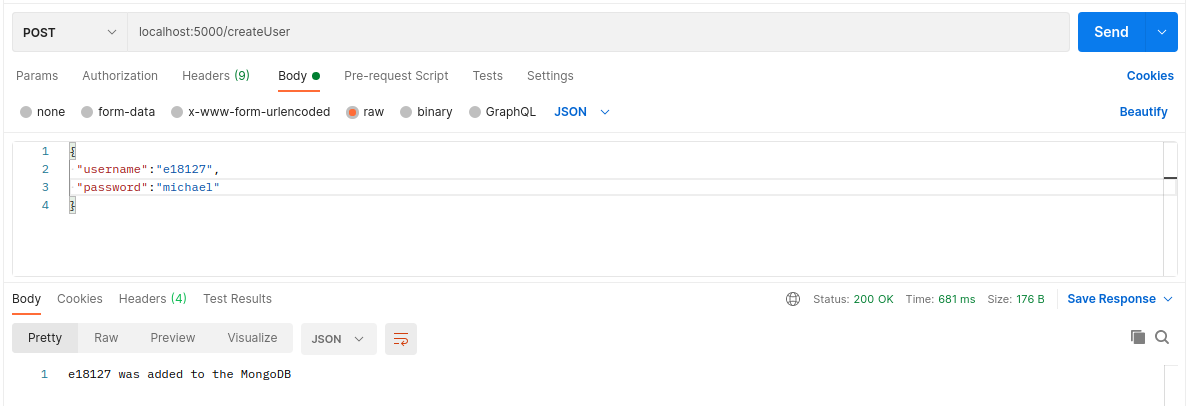 POST localhost:5000/createUser Send
Params Authorization Headers (9) Body Pre-request Script Tests Settings Cookies
none form-data x-www-form-urlencoded raw binary GraphQL JSON Beautify
1 {
2 "username":"e18127",
3 "password":"michael"
4 }
Body Cookies Headers (4) Test Results Status: 200 OK Time: 681 ms Size: 176 B Save Response
Pretty Raw Preview Visualize JSON
1 e18127 was added to the MongoDB